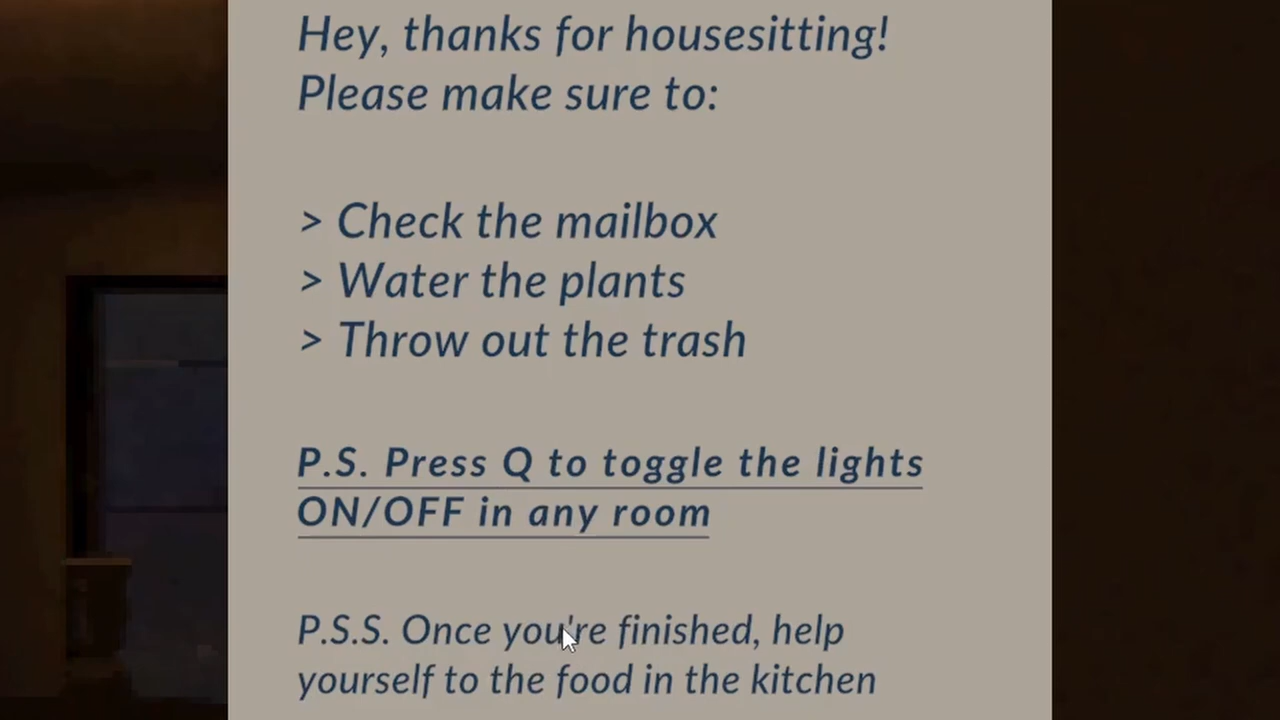 Hey, thanks for housesitting!
Please make sure to:
> Check the mailbox
> Water the plants
> Throw out the trash
P.S. Press Q to toggle the lights
ON/OFF in any room
P.S.S. Once you're finished, help
yourself to the food in the kitchen